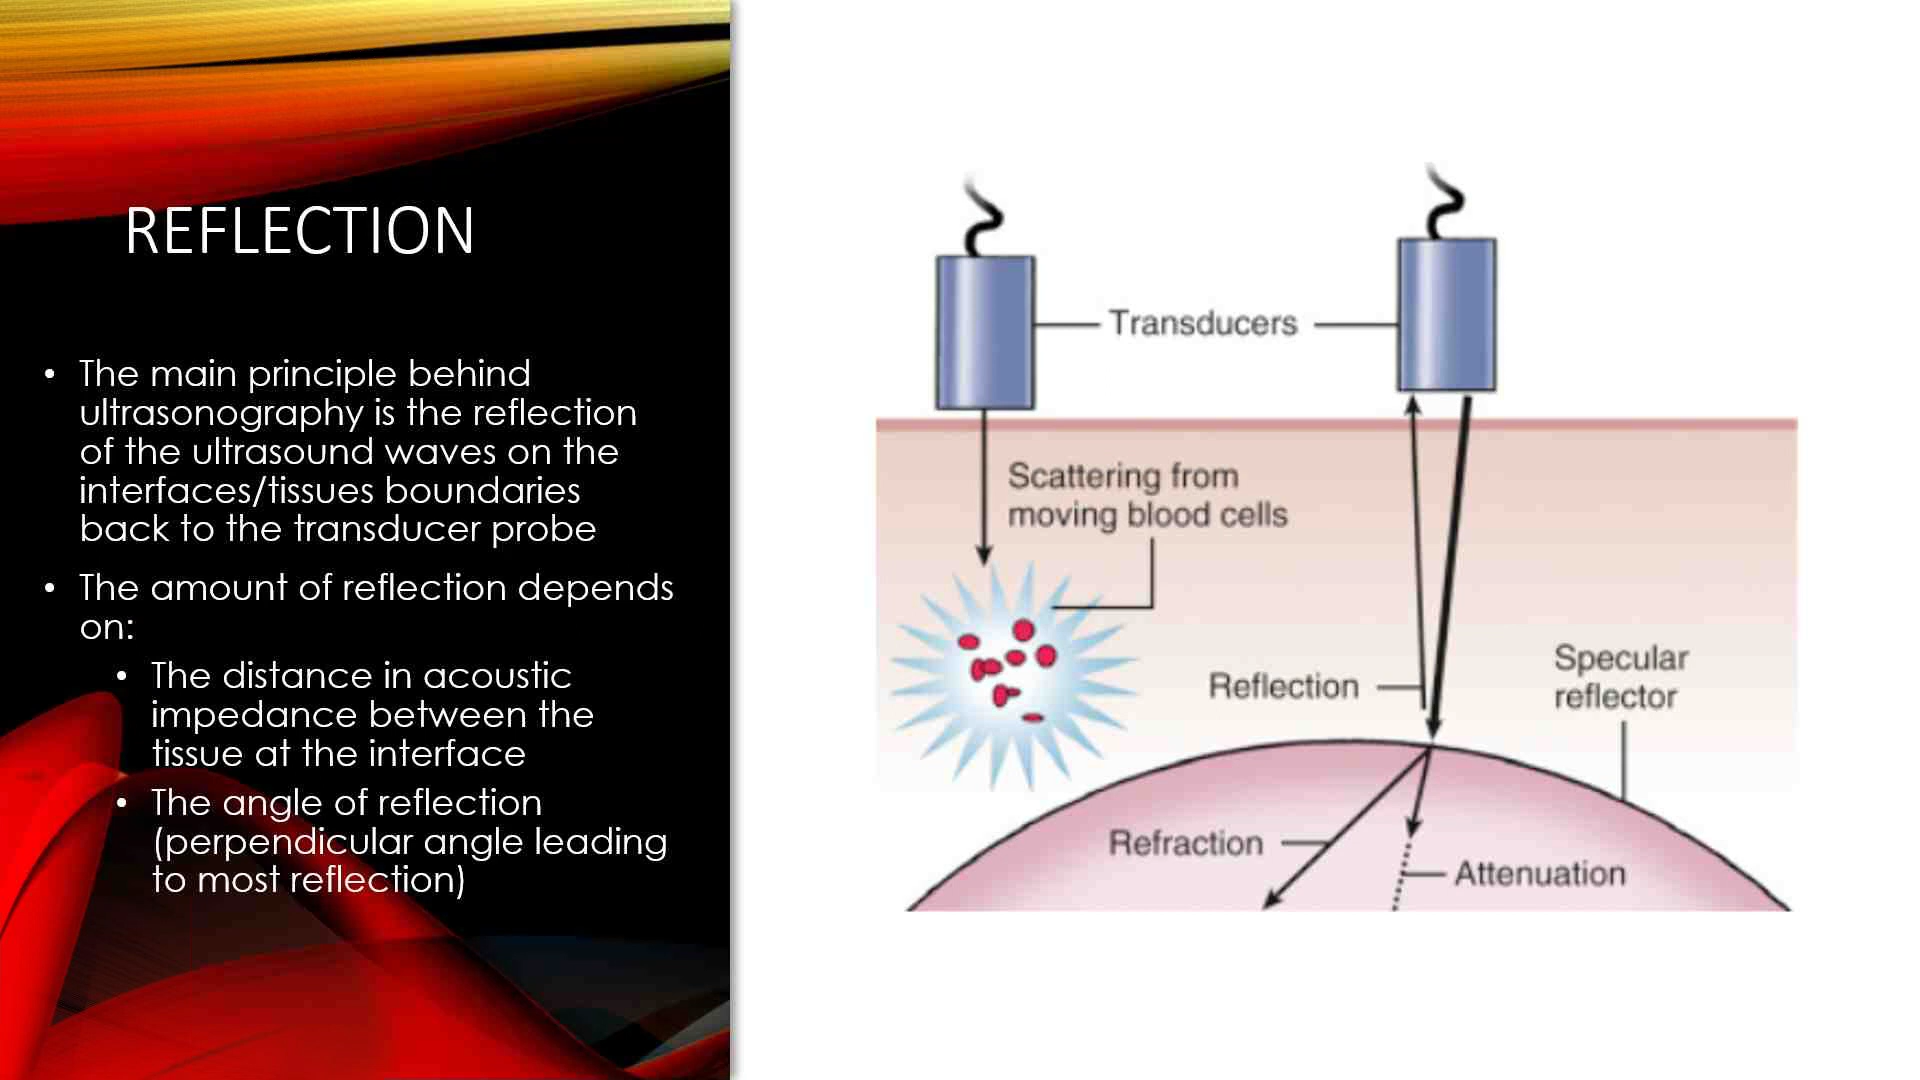 REFLECTION
• The main principle behind
ultrasonography is the reflection
of the ultrasound waves on the
interfaces/tissues boundaries
back to the transducer probe
• The amount of reflection depends
on:
• The distance in acoustic
impedance between the
tissue at the interface
• The angle of reflection
(perpendicular angle leading
to most reflection)
Transducers
Scattering from
moving blood cells
Reflection
Specular
reflector
Refraction
Attenuation